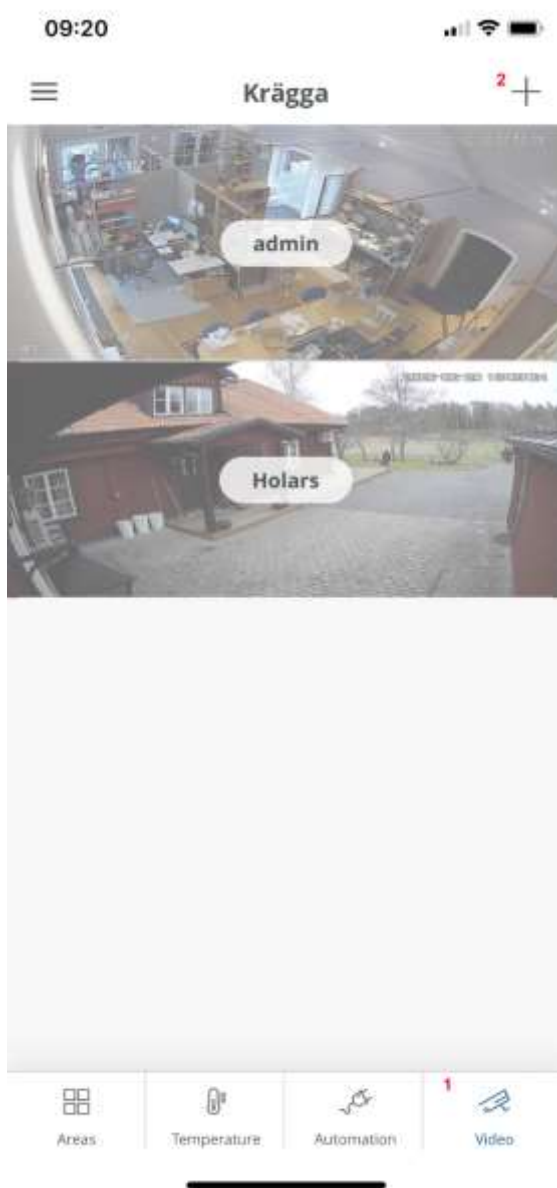 09:20
Krägga
2
admin
Holars
1
Areas
Temperature
Automation
Video